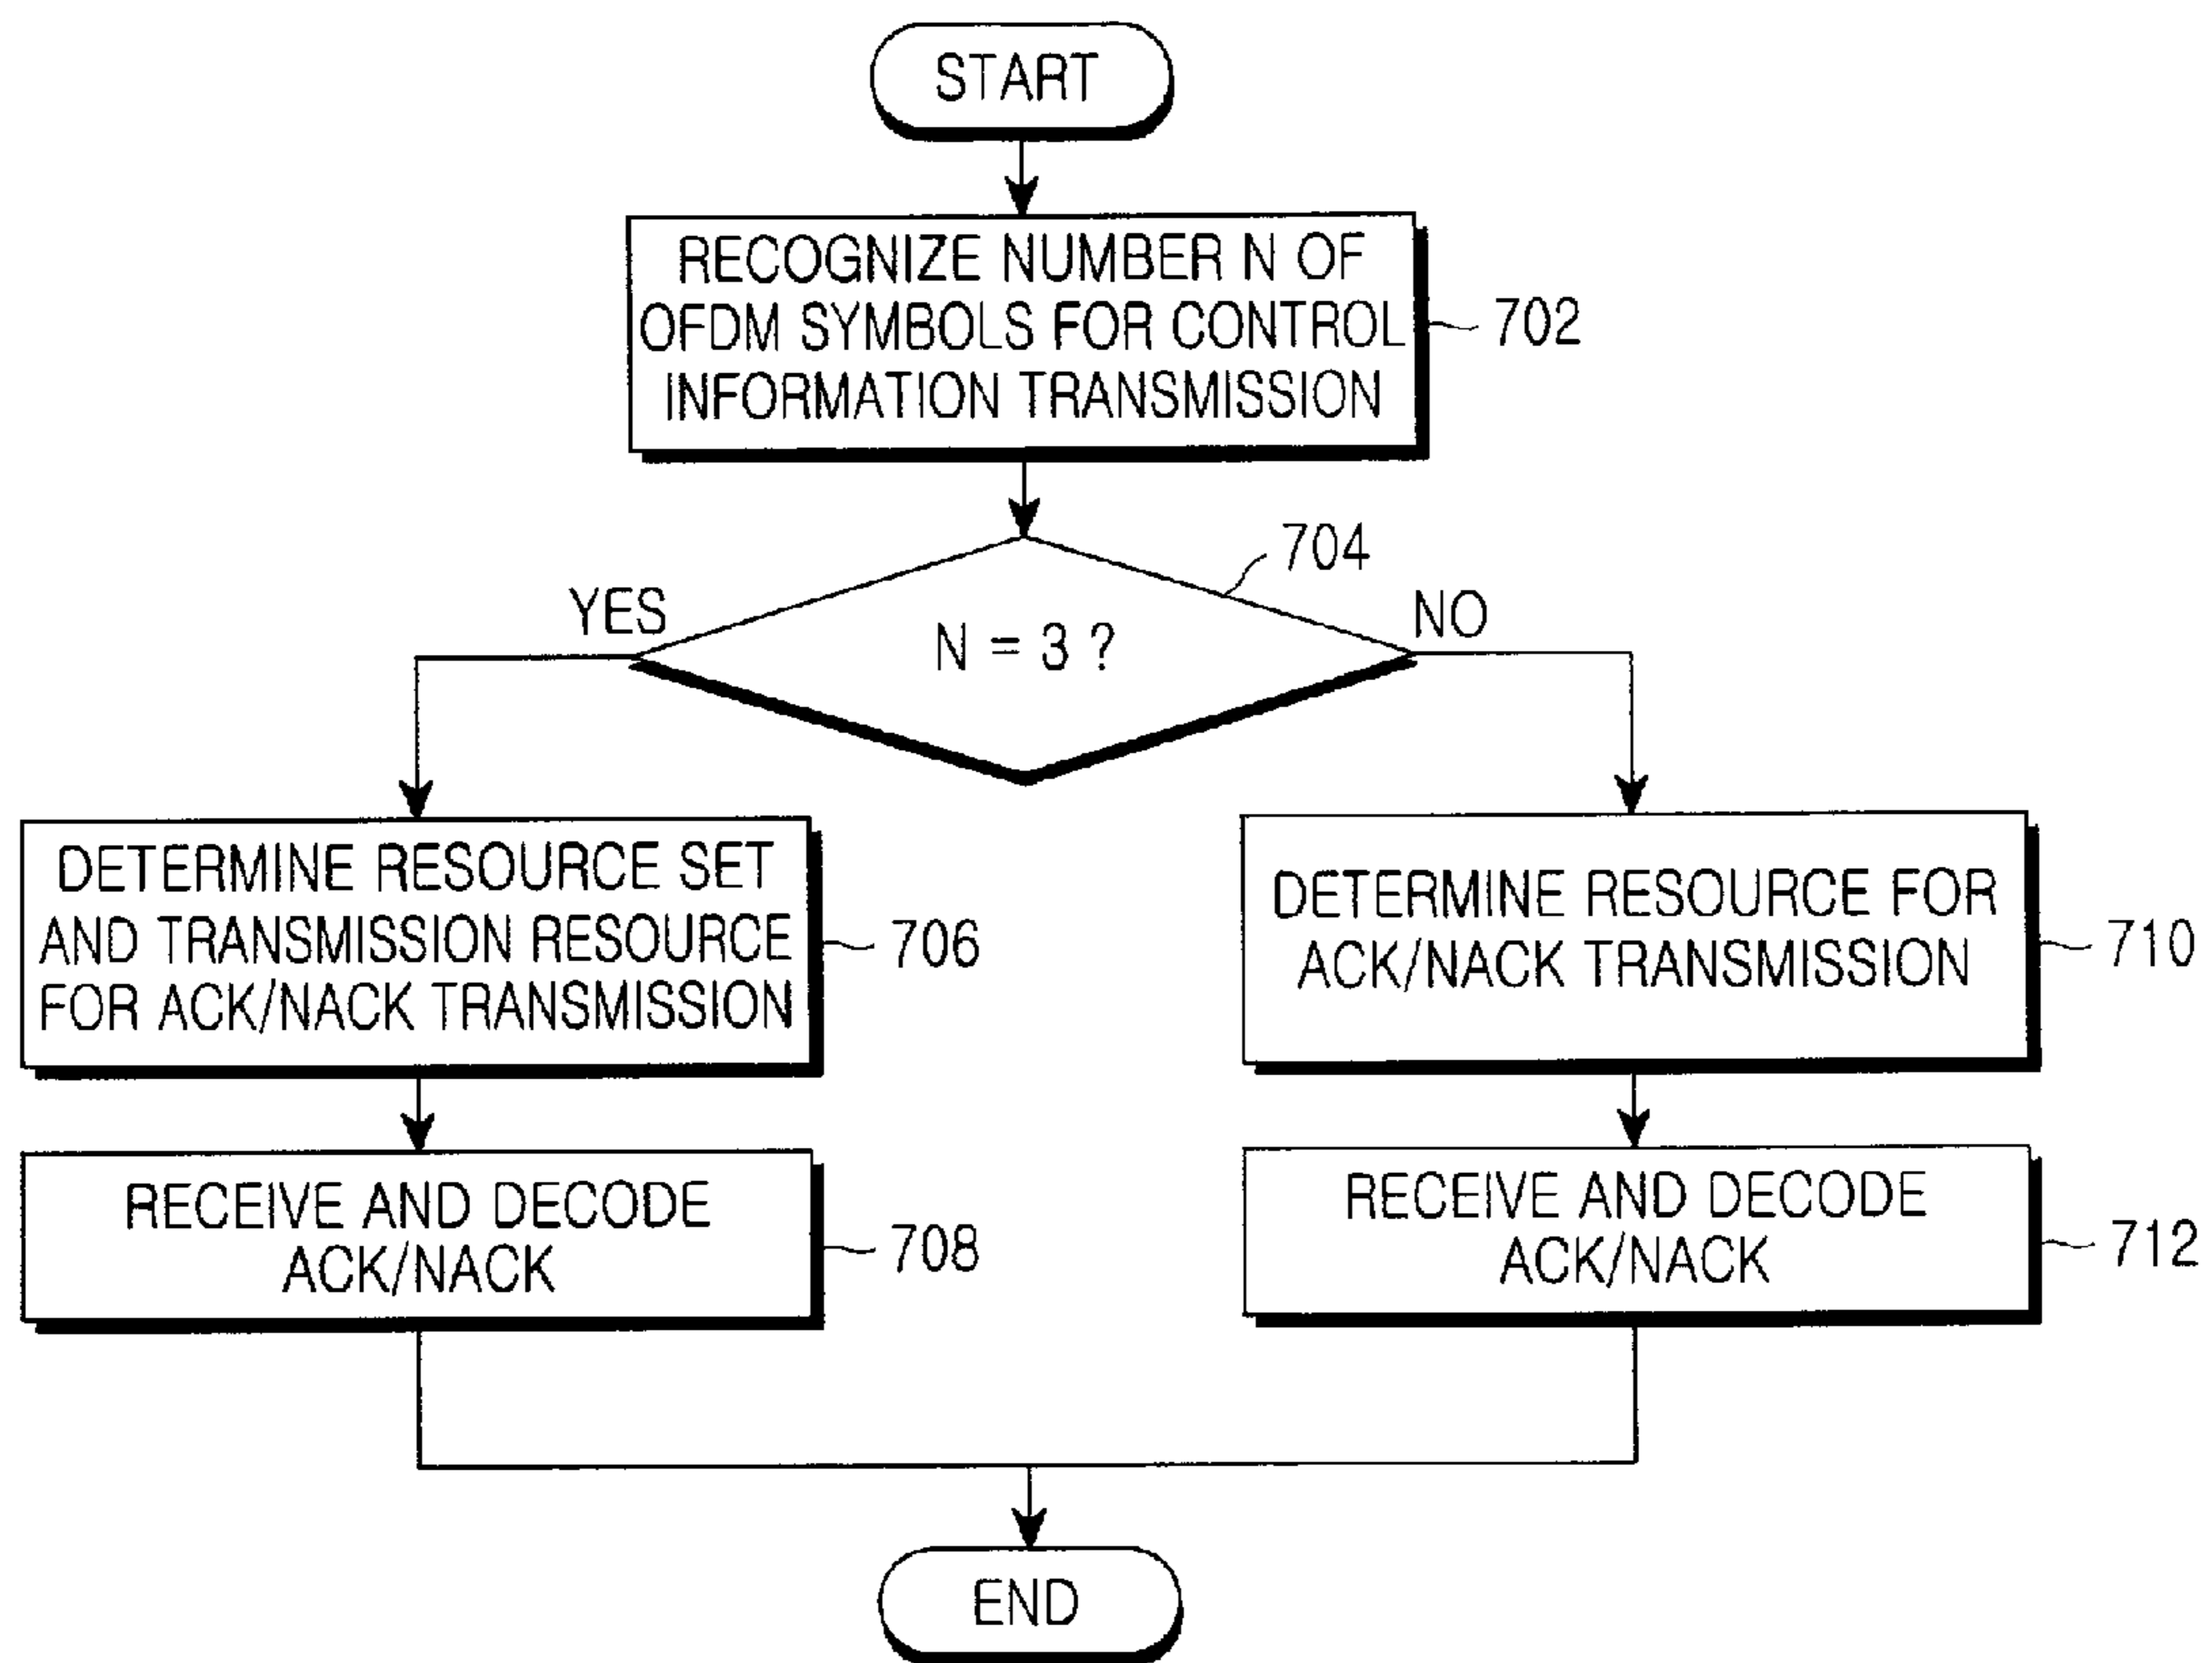 START
RECOGNIZE NUMBER N OF
OFDM SYMBOLS FOR CONTROL
INFORMATION TRANSMISSION
702
704
YES
N = 3 ?
NO
DETERMINE RESOURCE SET
AND TRANSMISSION RESOURCE
FOR ACK/NACK TRANSMISSION
706
DETERMINE RESOURCE FOR
ACK/NACK TRANSMISSION
710
RECEIVE AND DECODE
ACK/NACK
708
RECEIVE AND DECODE
ACK/NACK
712
END